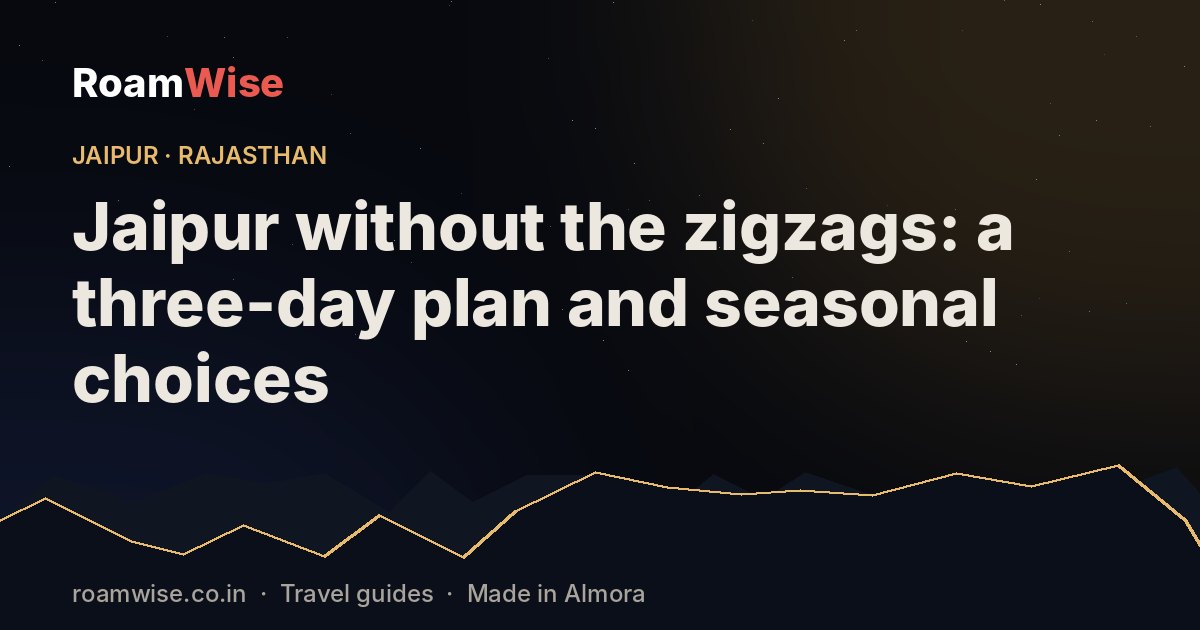 RoamWise
JAIPUR · RAJASTHAN
Jaipur without the zigzags: a
three-day plan and seasonal
choices
roamwise.co.in · Travel guides · Made in Almora